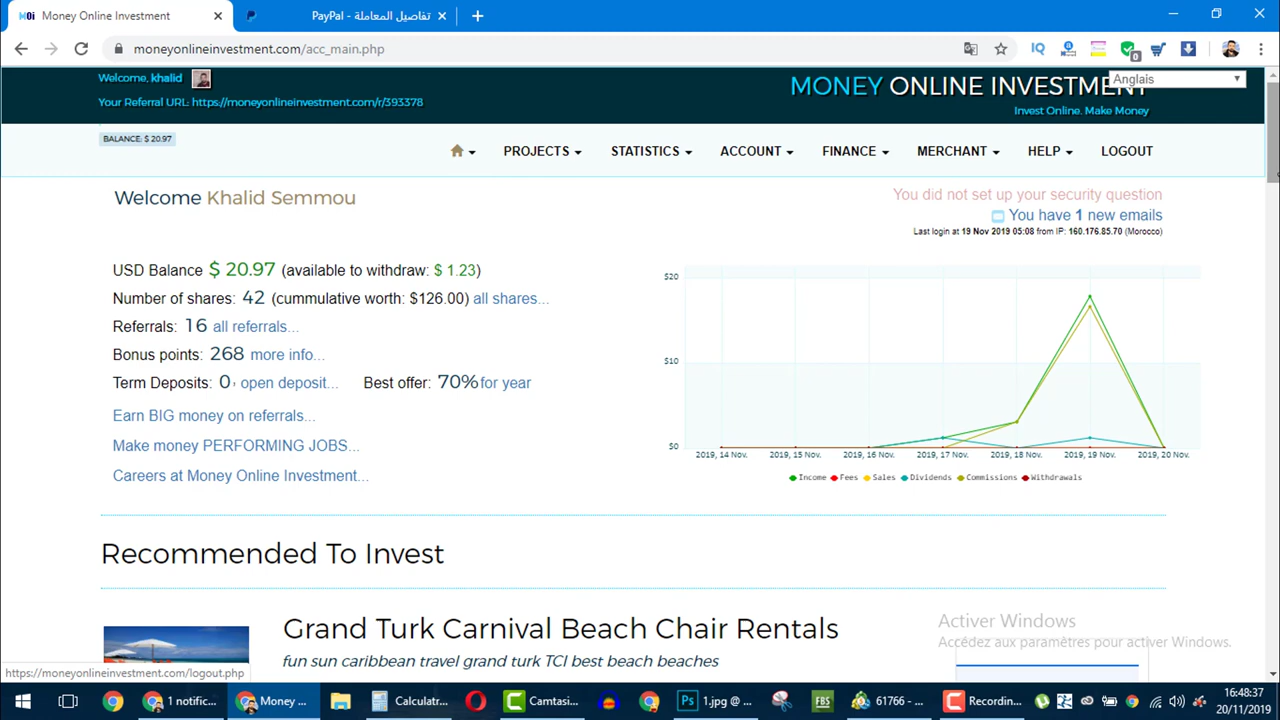 Money Online Investment
PayPal - تفاصيل المعاملة
moneyonlineinvestment.com/acc_main.php
Welcome, khalid
Your Referral URL: https://moneyonlineinvestment.com/r/393378
MONEY ONLINE INVESTMENT
Anglais
Invest Online. Make Money
BALANCE: $ 20.97
PROJECTS
STATISTICS
ACCOUNT
FINANCE
MERCHANT
HELP
LOGOUT
Welcome Khalid Semmou
You did not set up your security question
You have 1 new emails
Last login at 19 Nov 2019 05:08 from IP: 160.176.85.70 (Morocco)
USD Balance $ 20.97 (available to withdraw: $ 1.23)
Number of shares: 42 (cummulative worth: $126.00) all shares...
Referrals: 16 all referrals...
Bonus points: 268 more info...
Term Deposits: 0, open deposit... Best offer: 70% for year
Earn BIG money on referrals...
Make money PERFORMING JOBS...
Careers at Money Online Investment...
$20
$10
$0
2019, 14 Nov. 2019, 15 Nov. 2019, 16 Nov. 2019, 17 Nov. 2019, 18 Nov. 2019, 19 Nov. 2019, 20 Nov.
Income Fees Sales Dividends Commissions Withdrawals
Recommended To Invest
Grand Turk Carnival Beach Chair Rentals
fun sun caribbean travel grand turk TCI best beach beaches
Activer Windows
Accédez aux paramètres pour activer Windows.
https://moneyonlineinvestment.com/logout.php
1 notific...
Money ...
Calculatr...
Camtasi...
1.jpg @ ...
FBS
61766 - ...
Recordin...
16:48:37
20/11/2019